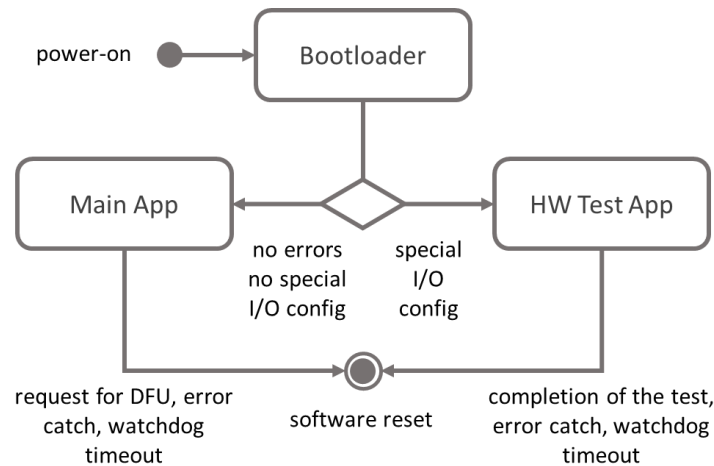 power-on
Bootloader
Main App
HW Test App
no errors
no special
I/O config
special
I/O
config
request for DFU, error
catch, watchdog
timeout
software reset
completion of the test,
error catch, watchdog
timeout